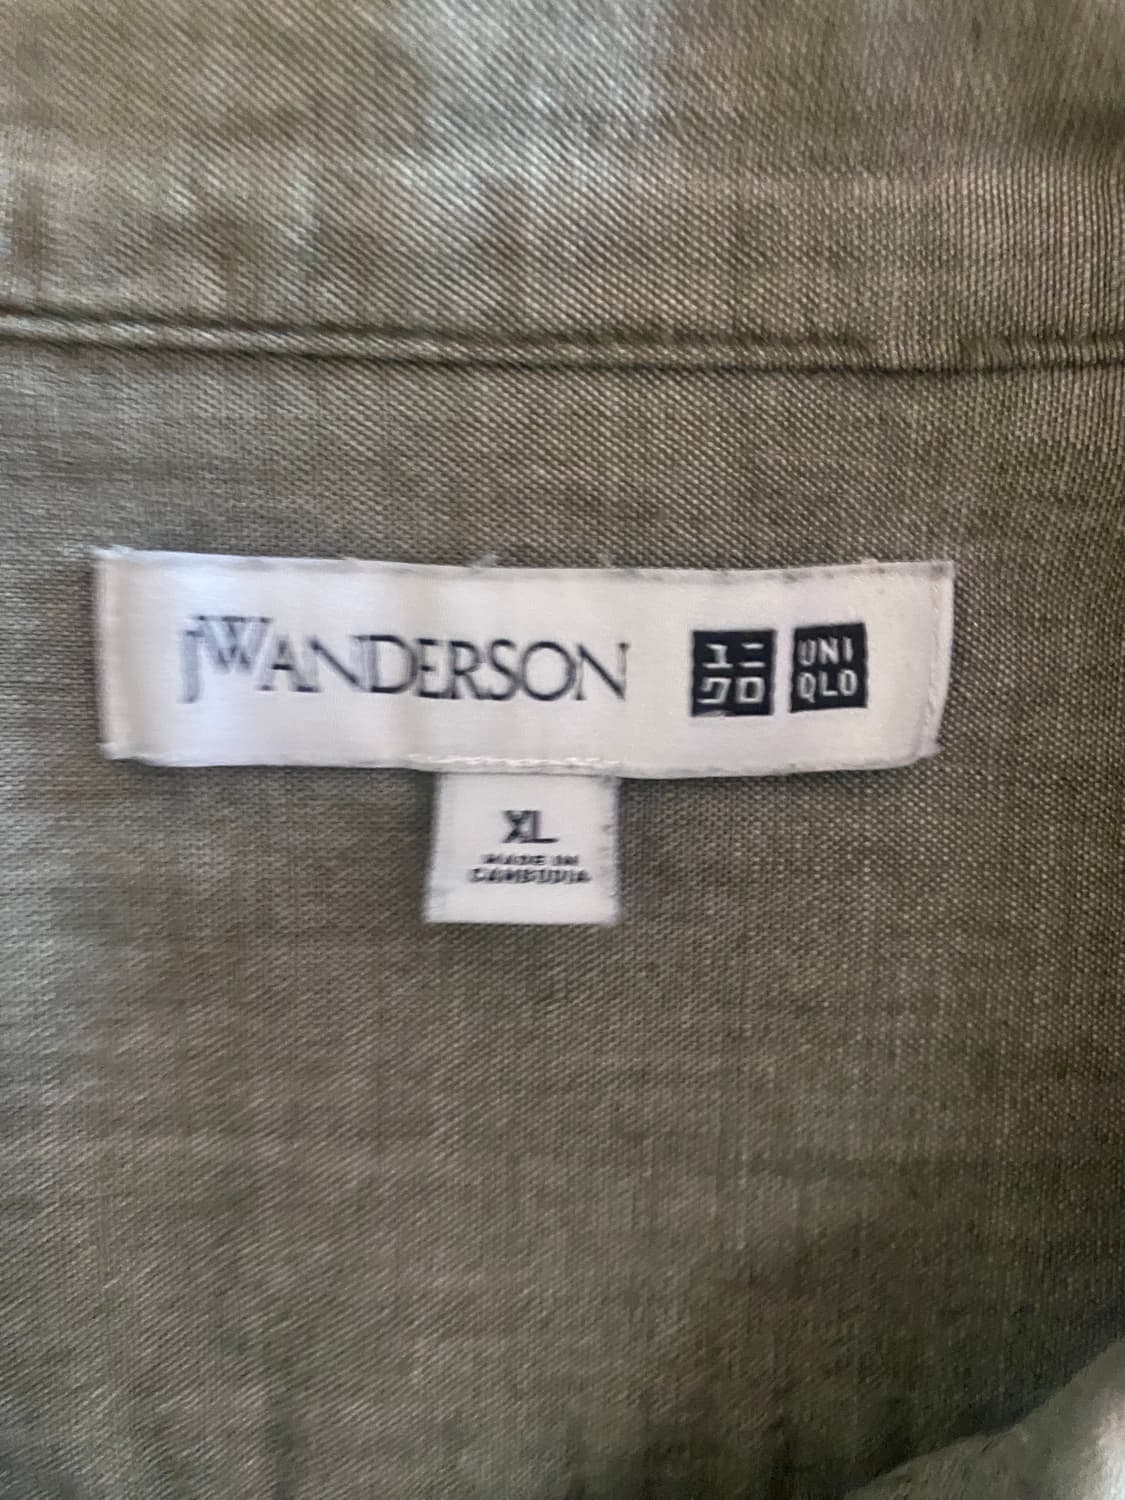 JWANDERSON
ユニ
クロ
UNI
QLO
XL
MADE IN
CAMBODIA